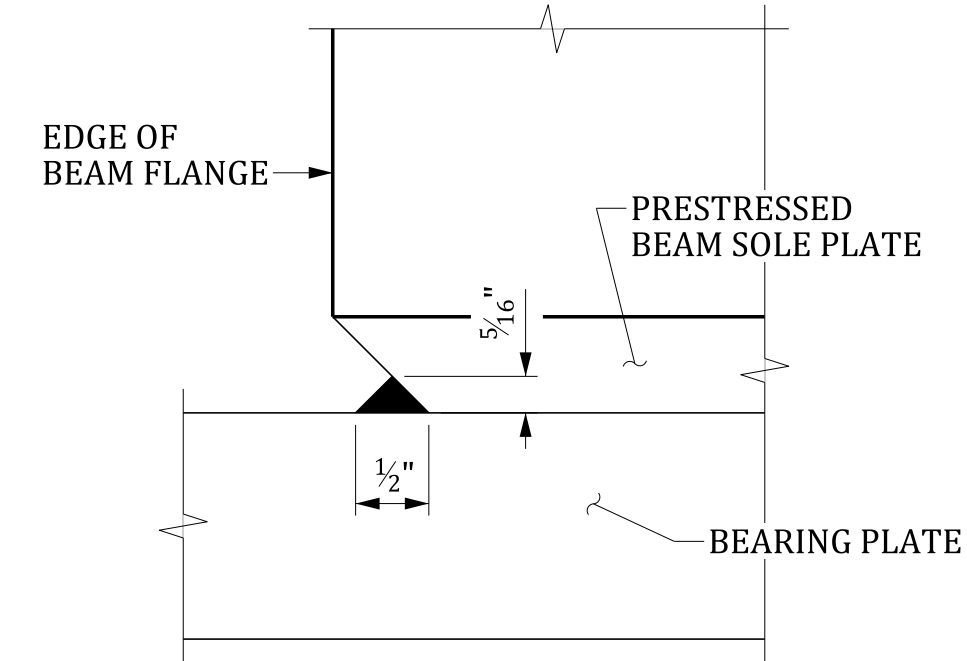 EDGE OF
BEAM FLANGE
PRESTRESSED
BEAM SOLE PLATE
5/16"
1/2"
BEARING PLATE